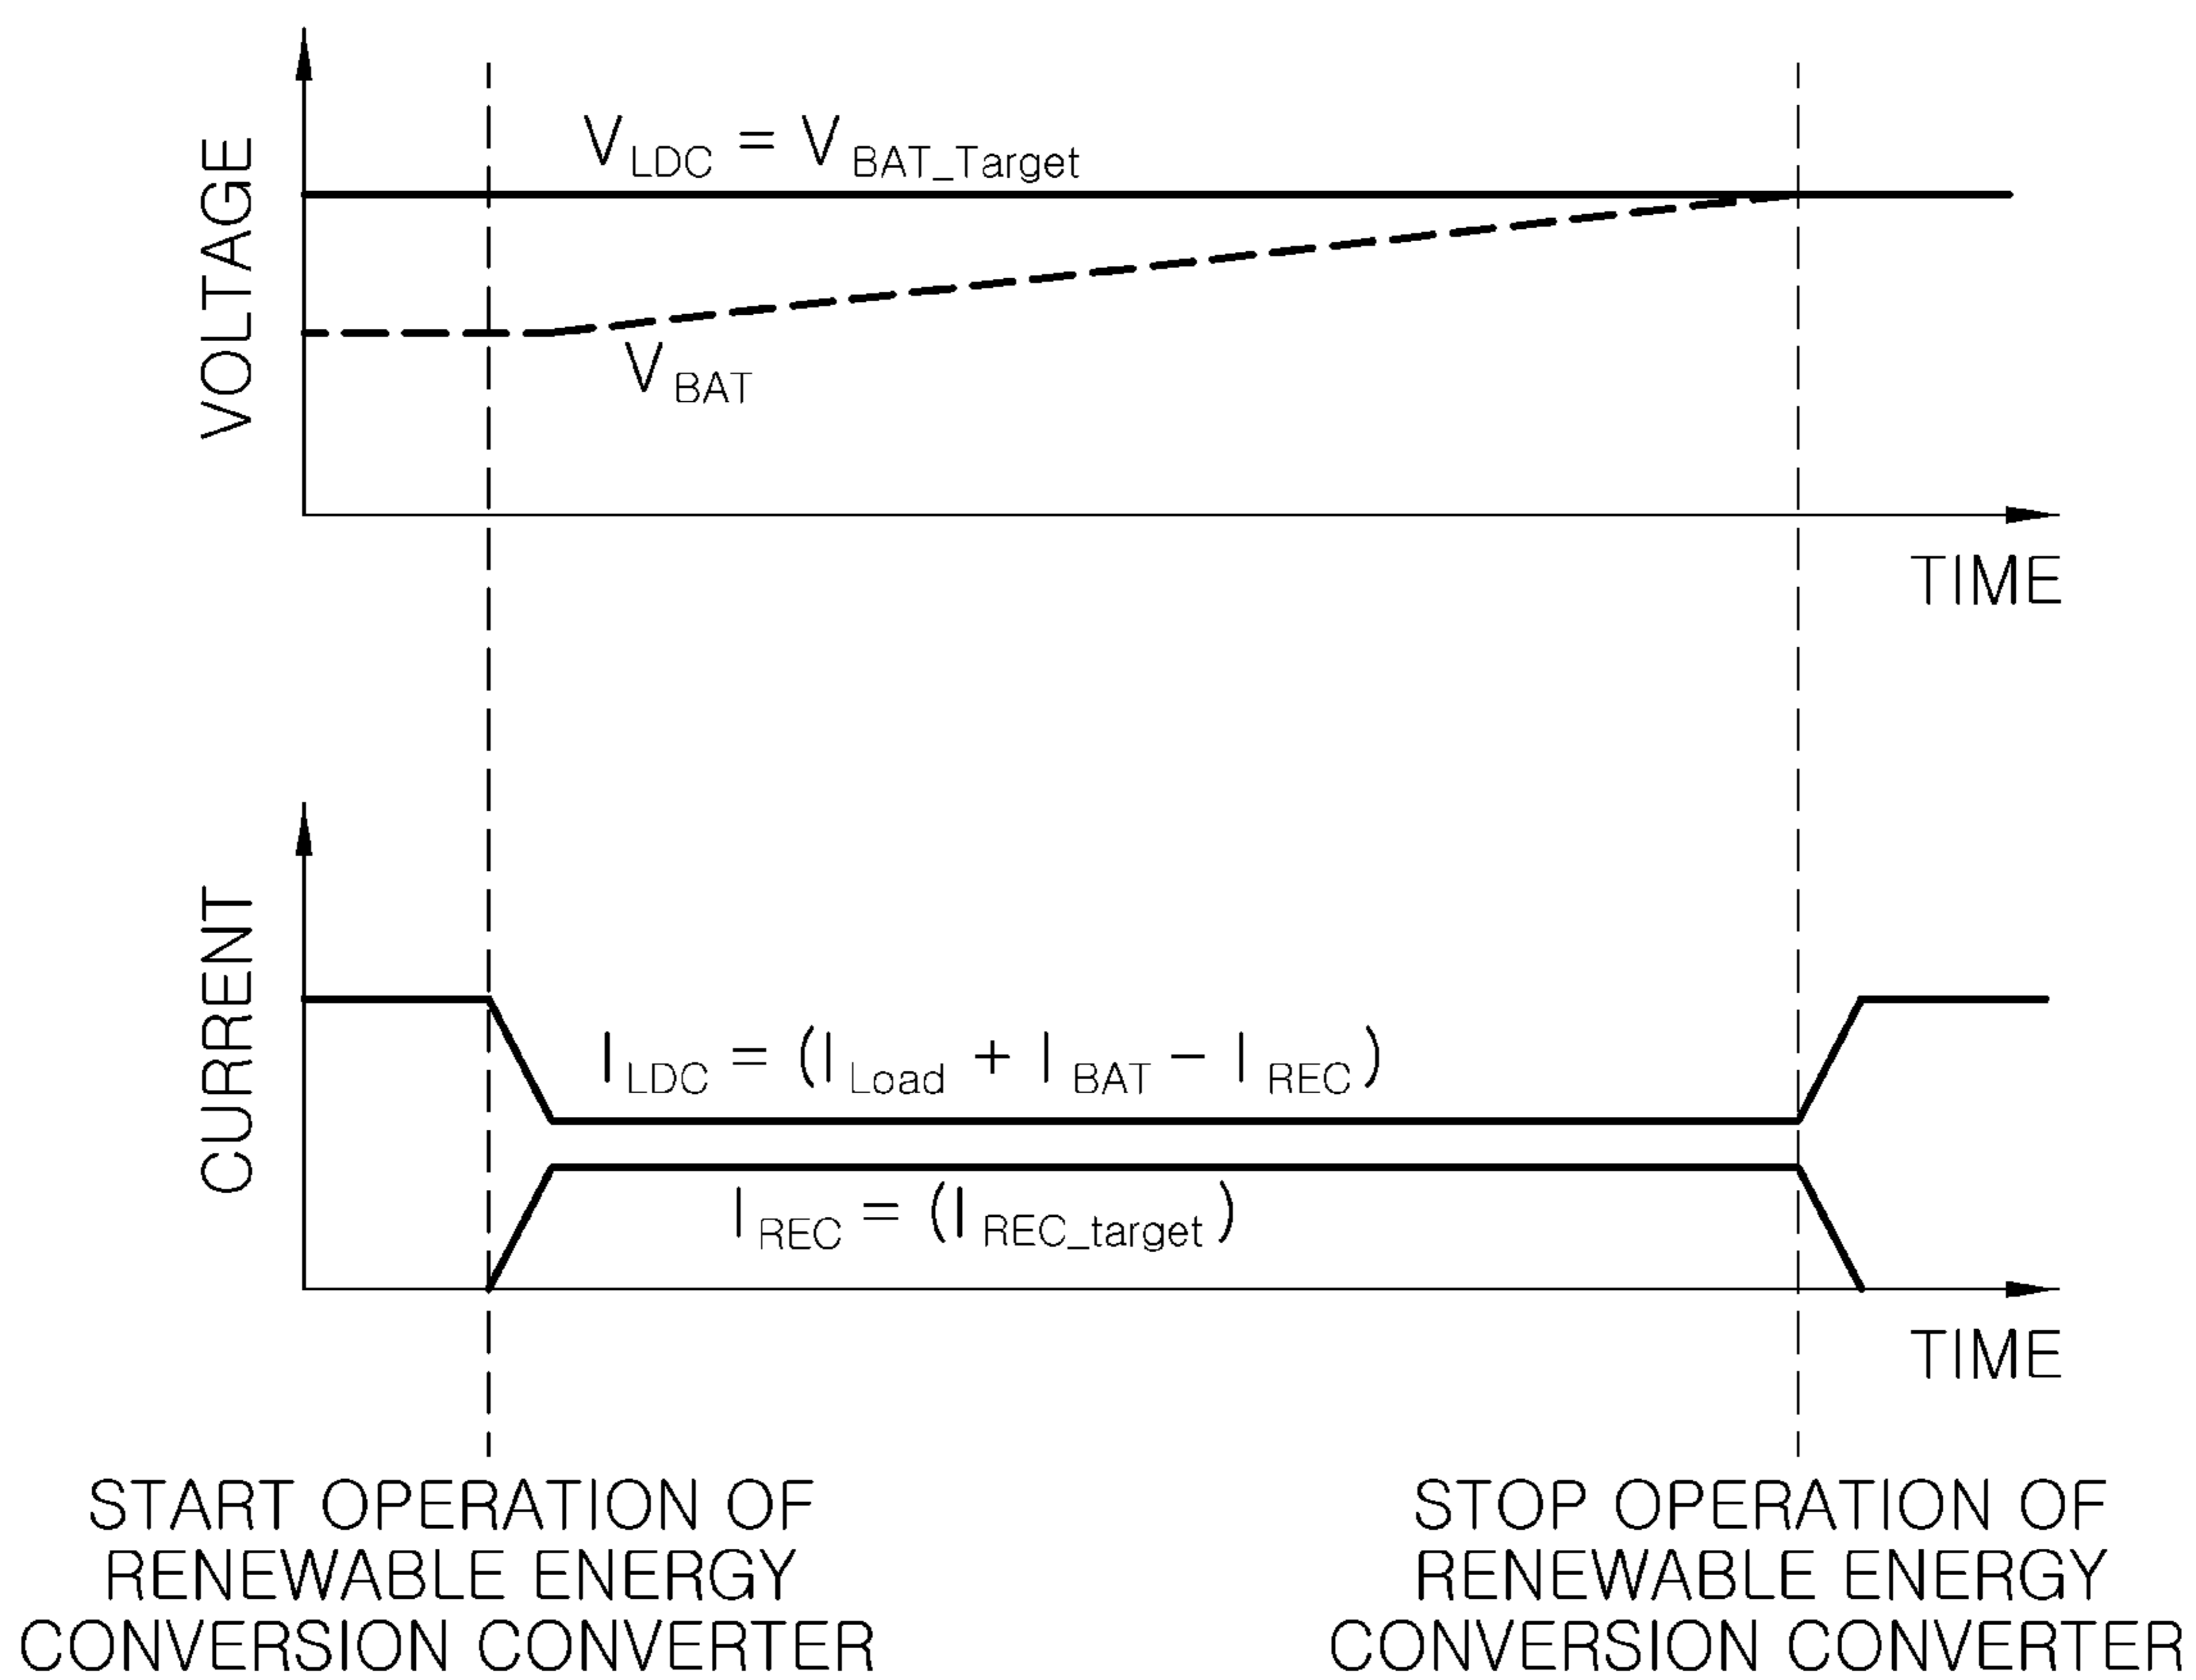 VOLTAGE
V LDC = V BAT_Target
V BAT
TIME
CURRENT
I LDC = (I Load + I BAT - I REC)
I REC = (I REC_target)
TIME
START OPERATION OF
RENEWABLE ENERGY
CONVERSION CONVERTER
STOP OPERATION OF
RENEWABLE ENERGY
CONVERSION CONVERTER